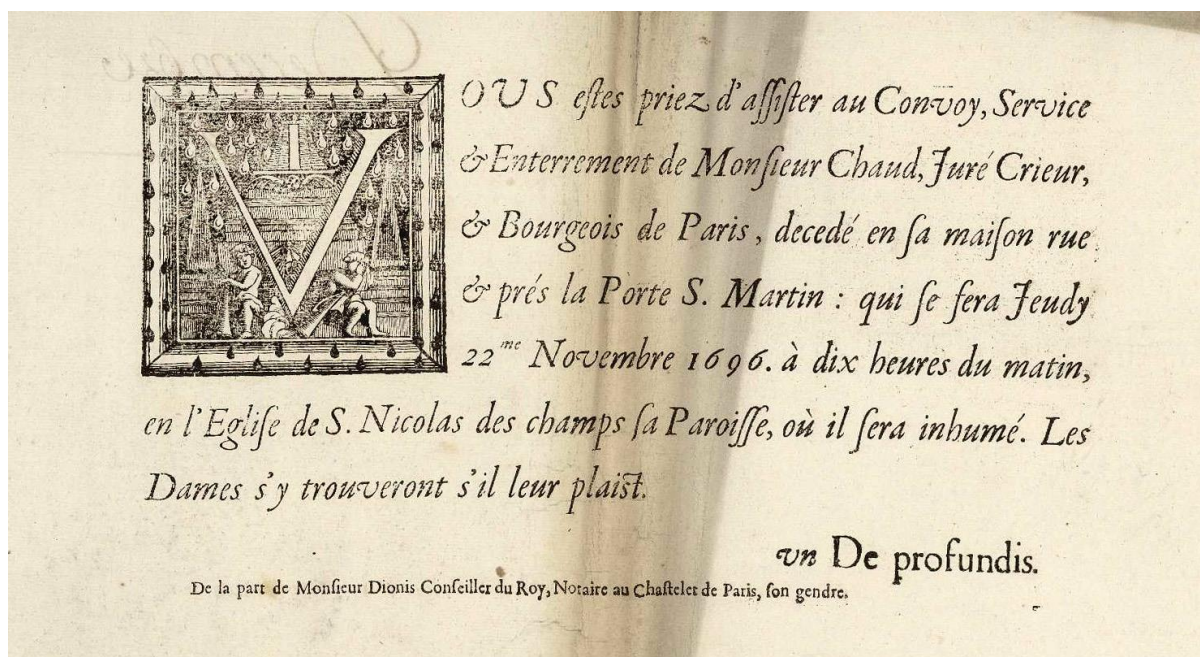 VOUS estes priez d'assister au Convoy, Service
& Enterrement de Monsieur Chaud, Juré Crieur,
& Bourgeois de Paris, decedé en sa maison rue
& prés la Porte S. Martin : qui se fera Jeudy
22me Novembre 1696. à dix heures du matin,
en l'Eglise de S. Nicolas des champs sa Paroisse, où il sera inhumé. Les
Dames s'y trouveront s'il leur plaist.
vn De profundis.
De la part de Monsieur Dionis Conseiller du Roy, Notaire au Chastelet de Paris, son gendre.